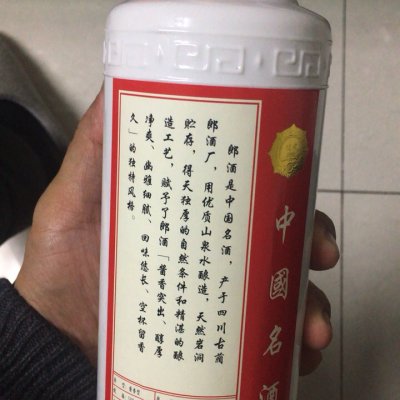 中國名酒
郎酒是中国名酒，产于四川古蔺
郎酒厂，用优质山泉水酿造，天然岩洞
贮存，得天独厚的自然条件和精湛的酿
造工艺，赋予了郎酒「酱香突出、醇厚
净爽、幽雅细腻、回味悠长、空杯留香
久」的独特风格。